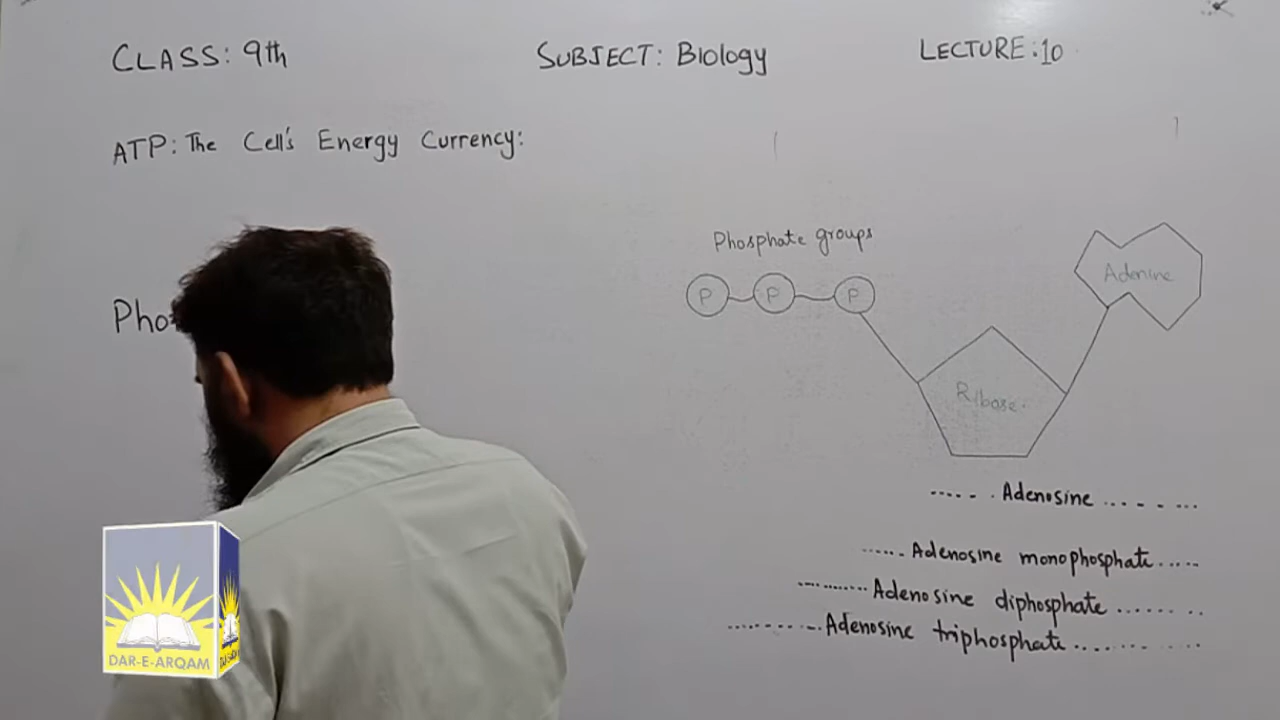 CLASS: 9th SUBJECT: Biology LECTURE: 10
ATP: The Cell's Energy Currency:
Phosphate groups
P P P
Adenine
Ribose.
Adenosine
Adenosine monophosphate
Adenosine diphosphate
Adenosine triphosphate
DAR-E-ARQAM